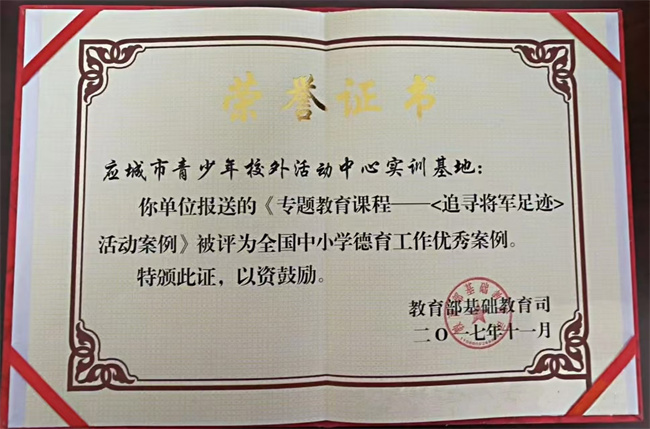 荣誉证书
应城市青少年校外活动中心实训基地：
你单位报送的《专题教育课程——<追寻将军足迹>
活动案例》被评为全国中小学德育工作优秀案例。
特颁此证，以资鼓励。
教育部基础教育司
二〇一七年十一月